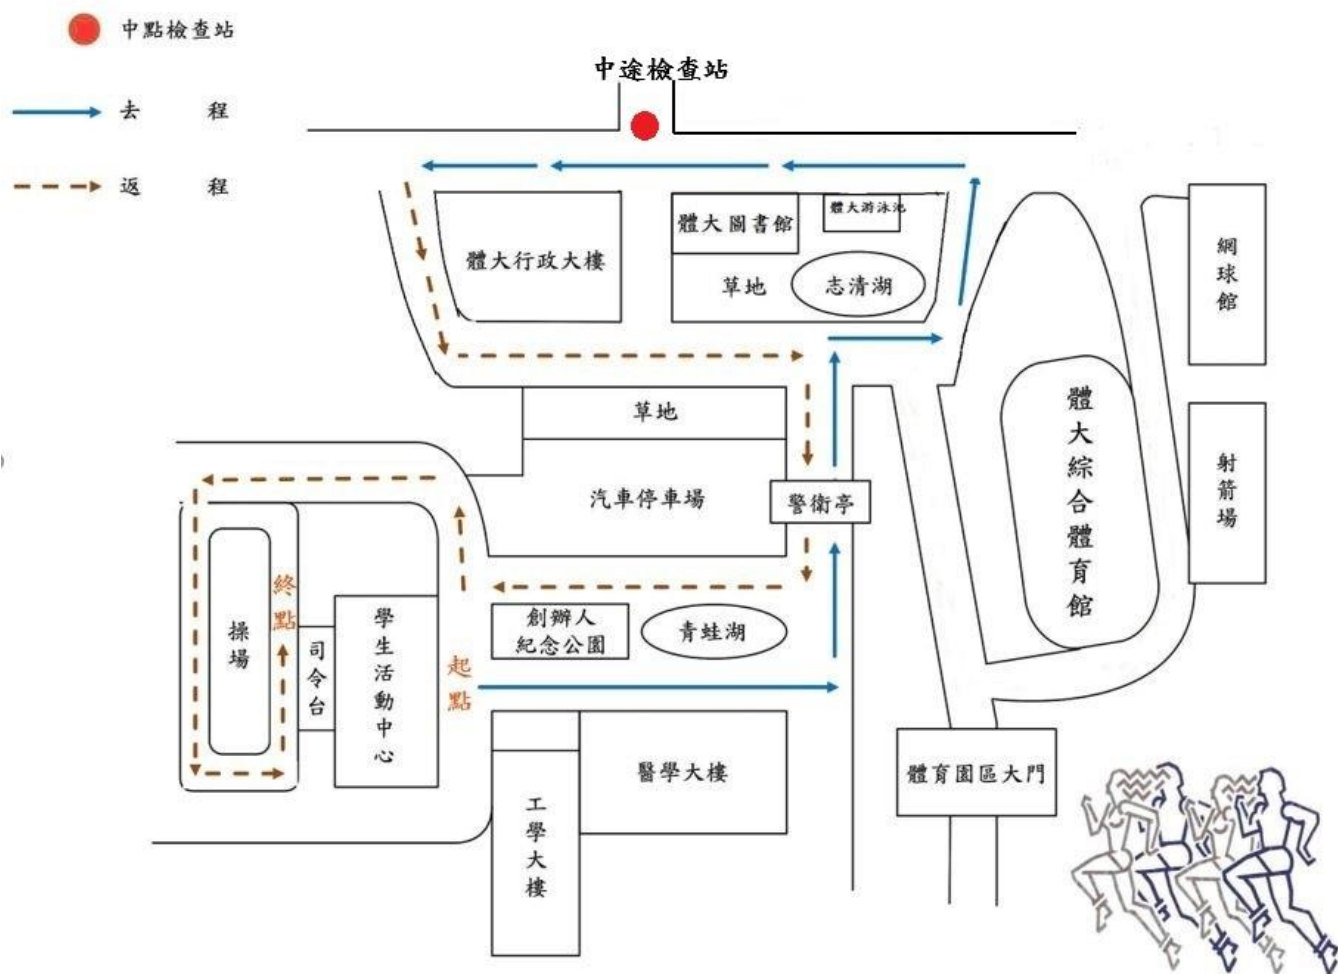 中點檢查站
中途檢查站
去 程
返 程
體大行政大樓
體大圖書館
體大游泳池
草地
志清湖
網球館
草地
體大綜合體育館
汽車停車場
警衛亭
射箭場
終點
操場
司令台
學生活動中心
創辦人
紀念公園
青蛙湖
起點
醫學大樓
體育園區大門
工學大樓